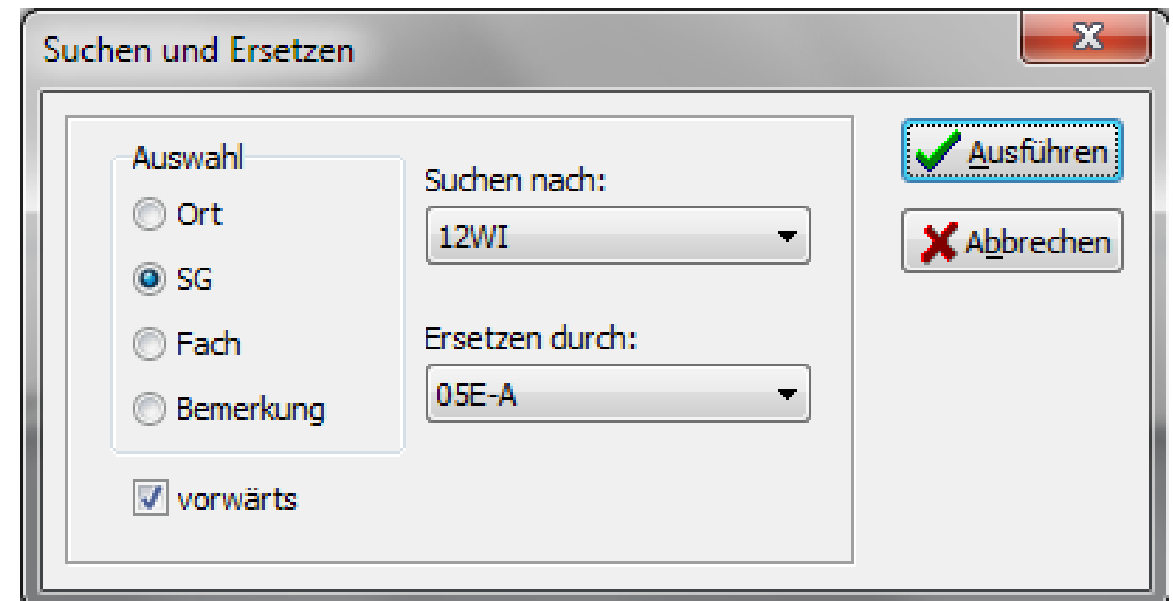 Suchen und Ersetzen
Auswahl
Ort
SG
Fach
Bemerkung
vorwärts
Suchen nach:
12WI
Ersetzen durch:
05E-A
Ausführen
Abbrechen